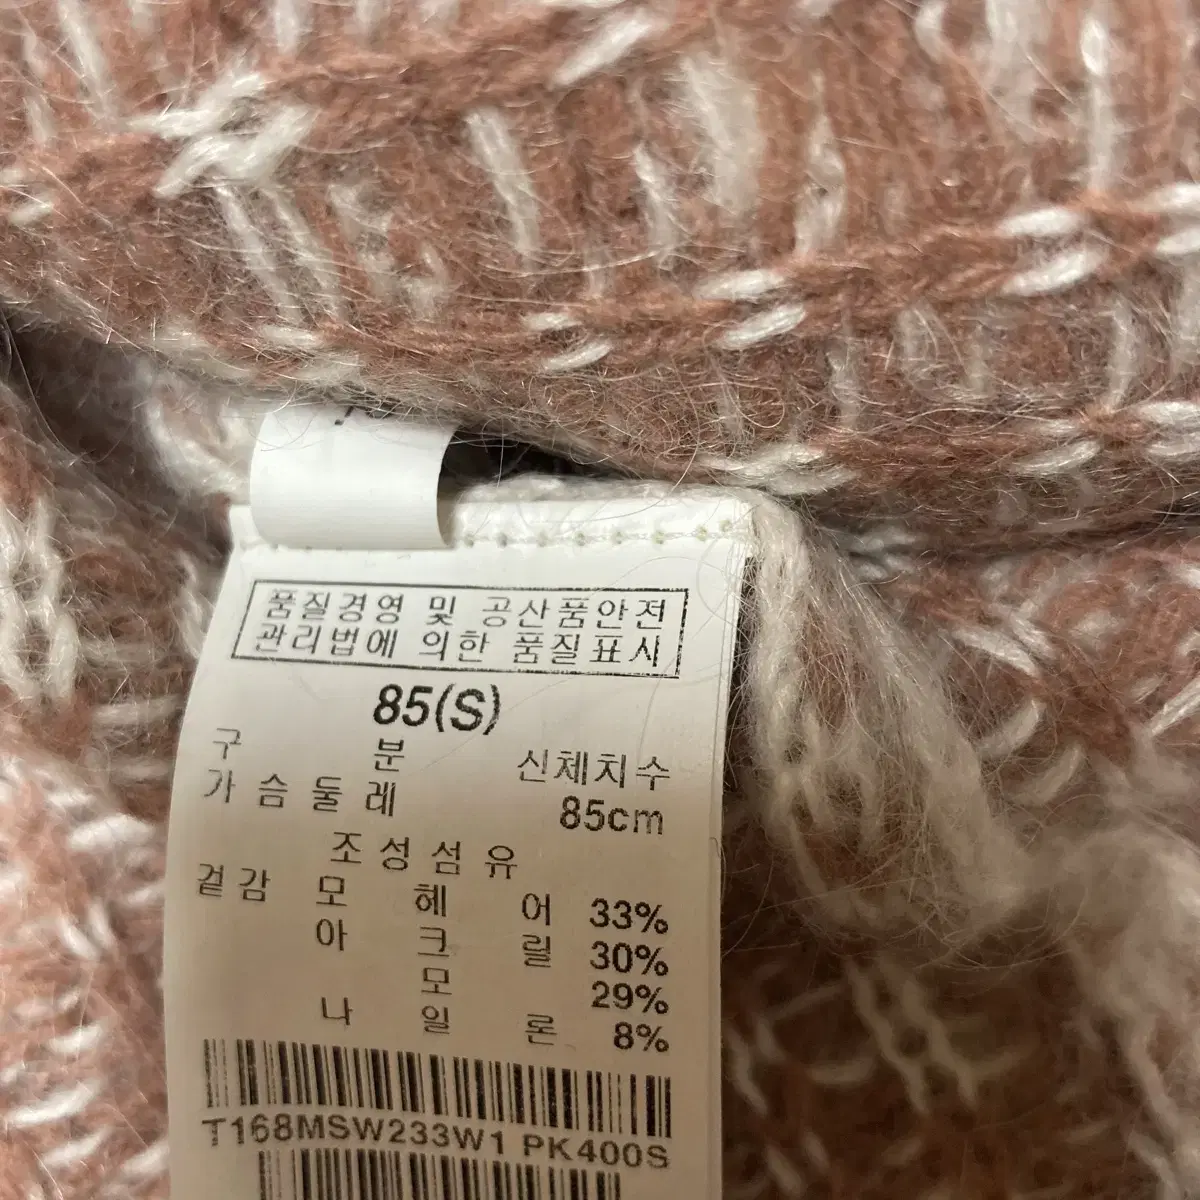 품질경영 및 공산품안전
관리법에 의한 품질표시
85(S)
구 분 신체치수
가슴둘레 85cm
조성섬유
겉감 모헤어 33%
아크릴 30%
모 29%
나일론 8%
T168MSW233W1 PK400S